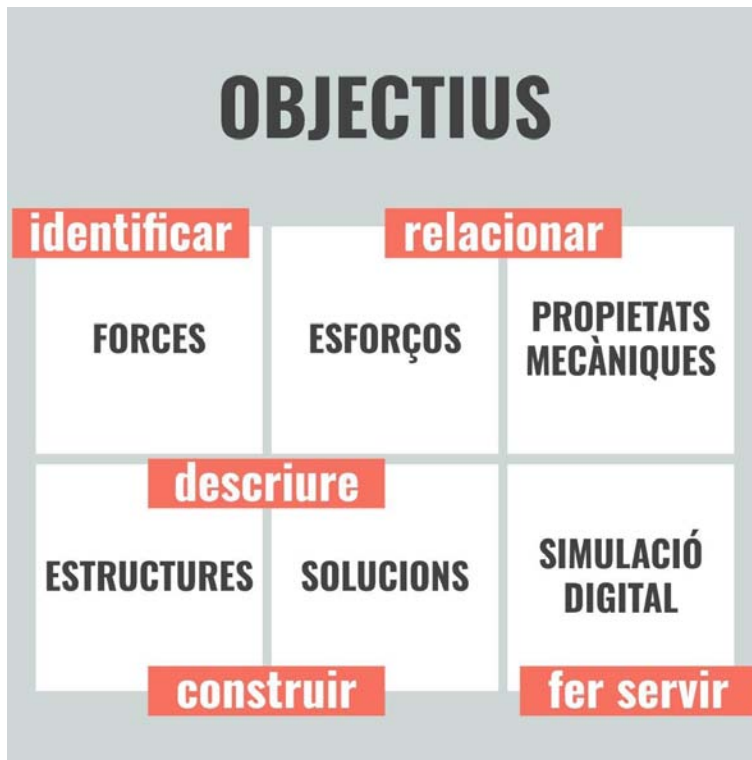 OBJECTIUS
identificar
relacionar
FORCES
ESFORÇOS
PROPIETATS
MECÀNIQUES
descriure
ESTRUCTURES
SOLUCIONS
SIMULACIÓ
DIGITAL
construir
fer servir